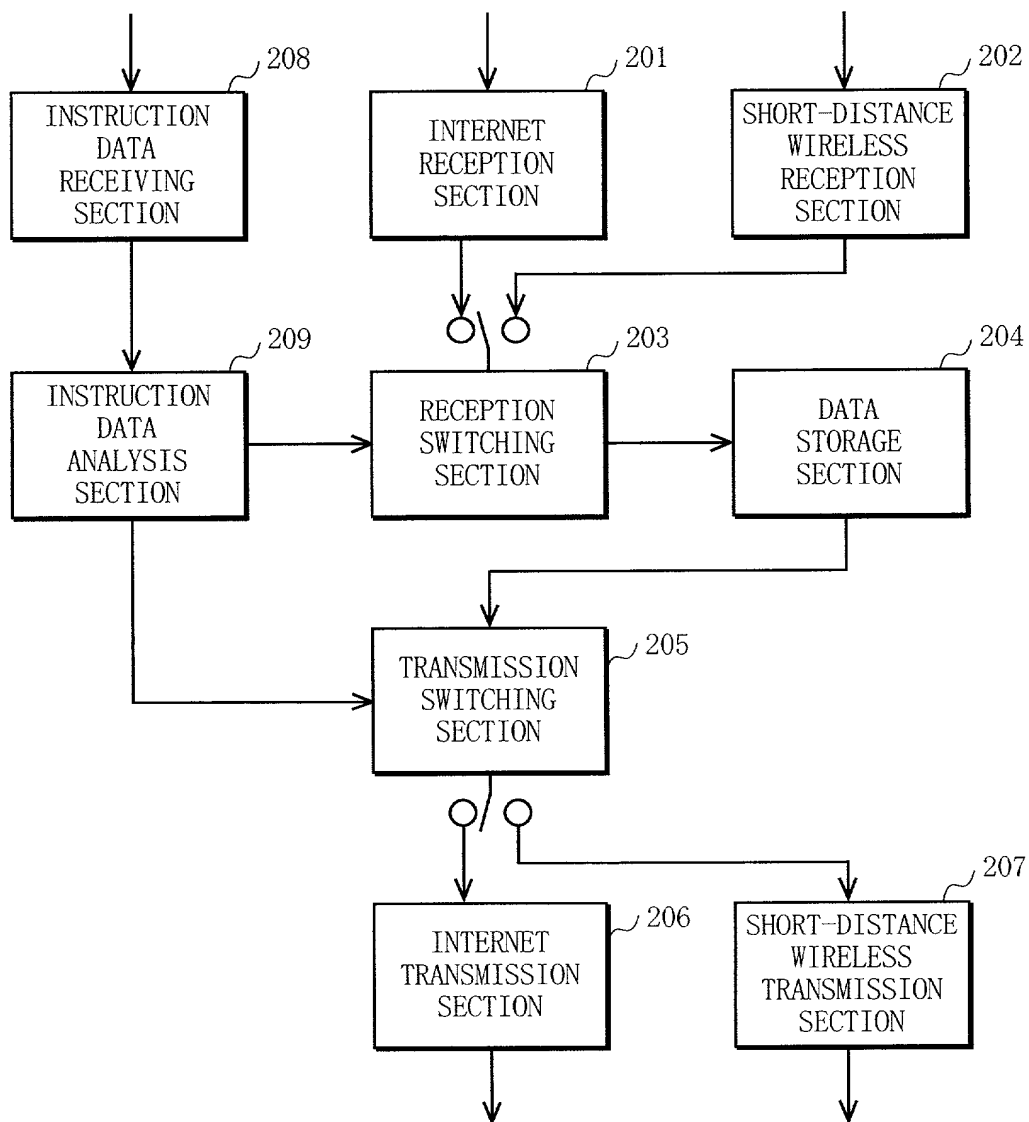 208
INSTRUCTION
DATA
RECEIVING
SECTION
201
INTERNET
RECEPTION
SECTION
202
SHORT-DISTANCE
WIRELESS
RECEPTION
SECTION
209
INSTRUCTION
DATA
ANALYSIS
SECTION
203
RECEPTION
SWITCHING
SECTION
204
DATA
STORAGE
SECTION
205
TRANSMISSION
SWITCHING
SECTION
206
INTERNET
TRANSMISSION
SECTION
207
SHORT-DISTANCE
WIRELESS
TRANSMISSION
SECTION